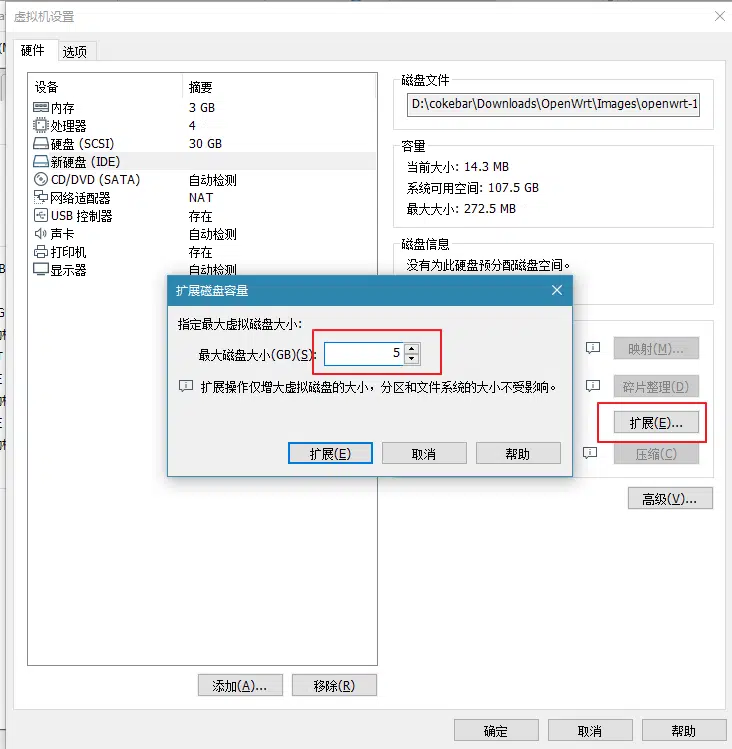 虚拟机设置
硬件 选项
设备 摘要
内存 3 GB
处理器 4
硬盘 (SCSI) 30 GB
新硬盘 (IDE)
CD/DVD (SATA) 自动检测
网络适配器 NAT
USB 控制器 存在
声卡 自动检测
打印机 存在
显示器 自动检测
磁盘文件
D:\cokebar\Downloads\OpenWrt\Images\openwrt-1
容量
当前大小: 14.3 MB
系统可用空间: 107.5 GB
最大大小: 272.5 MB
磁盘信息
没有为此硬盘预分配磁盘空间。
扩展磁盘容量
指定最大虚拟磁盘大小:
最大磁盘大小(GB)(S): 5
扩展操作仅增大虚拟磁盘的大小，分区和文件系统的大小不受影响。
扩展(E) 取消 帮助
映射(M)...
碎片整理(D)
扩展(E)...
压缩(C)
高级(V)...
添加(A)... 移除(R)
确定 取消 帮助